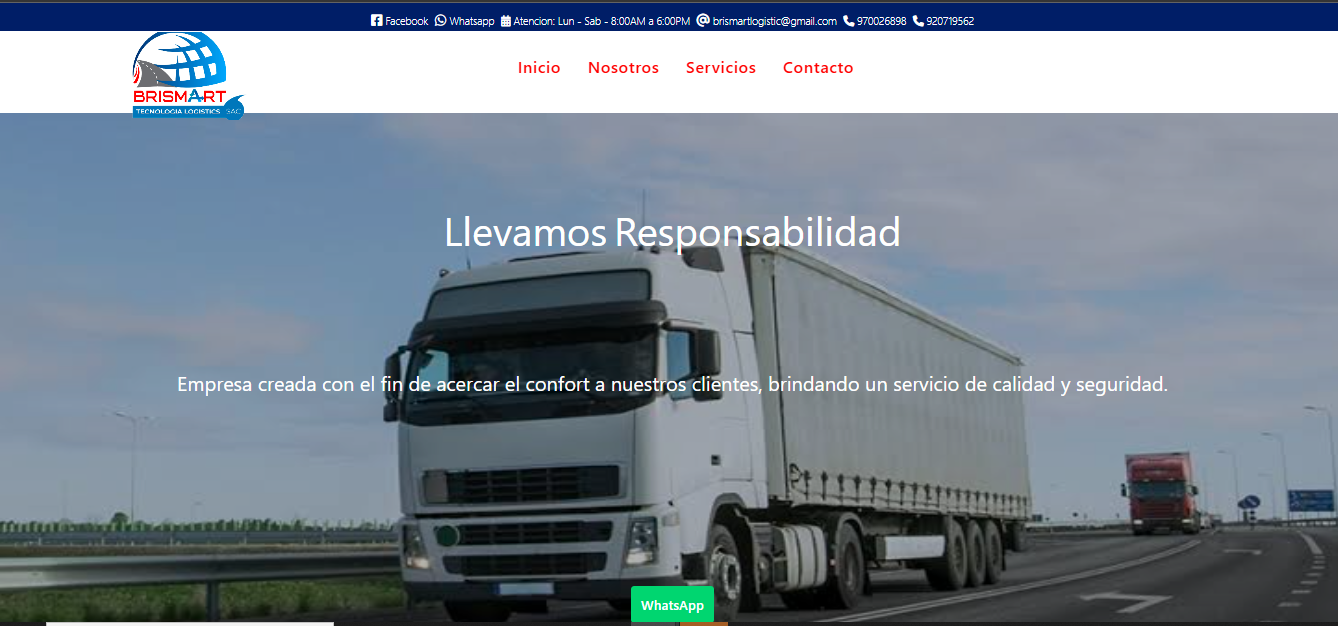 Facebook Whatsapp Atencion: Lun - Sab - 8:00AM a 6:00PM brismartlogistic@gmail.com 970026898 920719562
BRISMART
TECNOLOGIA LOGISTICS SAC
Inicio Nosotros Servicios Contacto
Llevamos Responsabilidad
Empresa creada con el fin de acercar el confort a nuestros clientes, brindando un servicio de calidad y seguridad.
WhatsApp